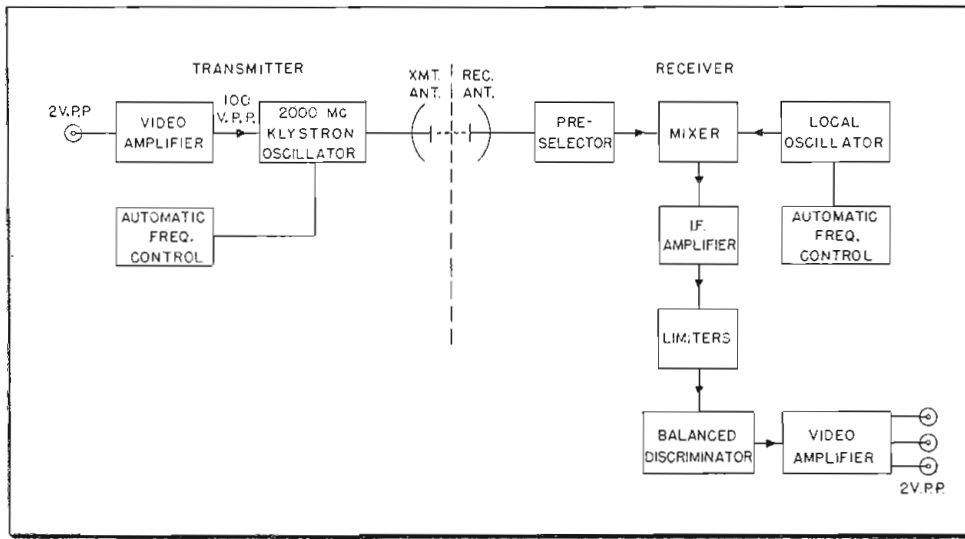 TRANSMITTER
XMT. ANT.
REC. ANT.
RECEIVER
2V.P.P
VIDEO
AMPLIFIER
100
V.P.P.
2000 MC
KLYSTRON
OSCILLATOR
PRE-
SELECTOR
MIXER
LOCAL
OSCILLATOR
AUTOMATIC
FREQ.
CONTROL
I.F.
AMPLIFIER
AUTOMATIC
FREQ.
CONTROL
LIMITERS
BALANCED
DISCRIMINATOR
VIDEO
AMPLIFIER
2V.P.P.